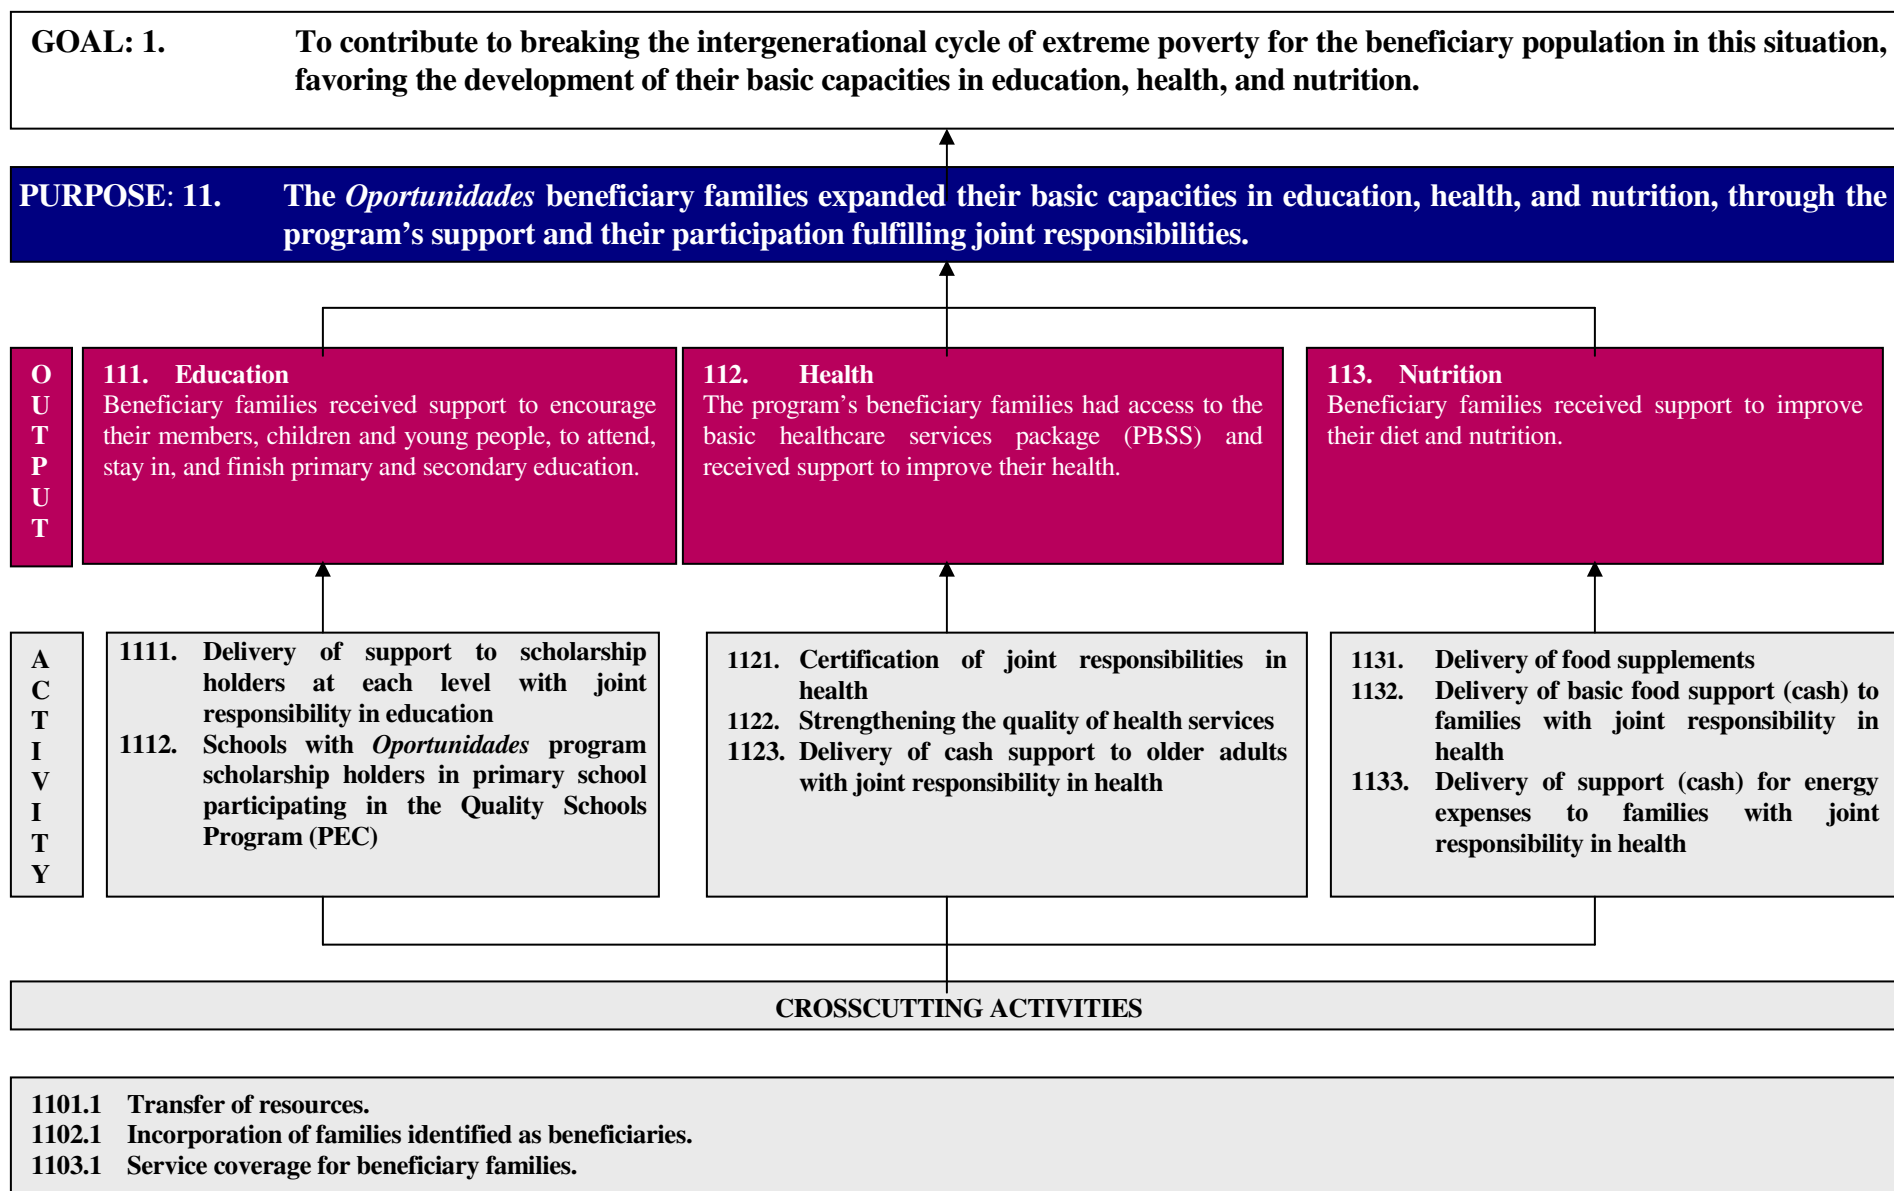 GOAL: 1. To contribute to breaking the intergenerational cycle of extreme poverty for the beneficiary population in this situation,
favoring the development of their basic capacities in education, health, and nutrition.
PURPOSE: 11. The Oportunidades beneficiary families expanded their basic capacities in education, health, and nutrition, through the
program’s support and their participation fulfilling joint responsibilities.
O
U
T
P
U
T
111. Education
Beneficiary families received support to encourage
their members, children and young people, to attend,
stay in, and finish primary and secondary education.
112. Health
The program’s beneficiary families had access to the
basic healthcare services package (PBSS) and
received support to improve their health.
113. Nutrition
Beneficiary families received support to improve
their diet and nutrition.
A
C
T
I
V
I
T
Y
1111. Delivery of support to scholarship
holders at each level with joint
responsibility in education
1112. Schools with Oportunidades program
scholarship holders in primary school
participating in the Quality Schools
Program (PEC)
1121. Certification of joint responsibilities in
health
1122. Strengthening the quality of health services
1123. Delivery of cash support to older adults
with joint responsibility in health
1131. Delivery of food supplements
1132. Delivery of basic food support (cash) to
families with joint responsibility in
health
1133. Delivery of support (cash) for energy
expenses to families with joint
responsibility in health
CROSSCUTTING ACTIVITIES
1101.1 Transfer of resources.
1102.1 Incorporation of families identified as beneficiaries.
1103.1 Service coverage for beneficiary families.